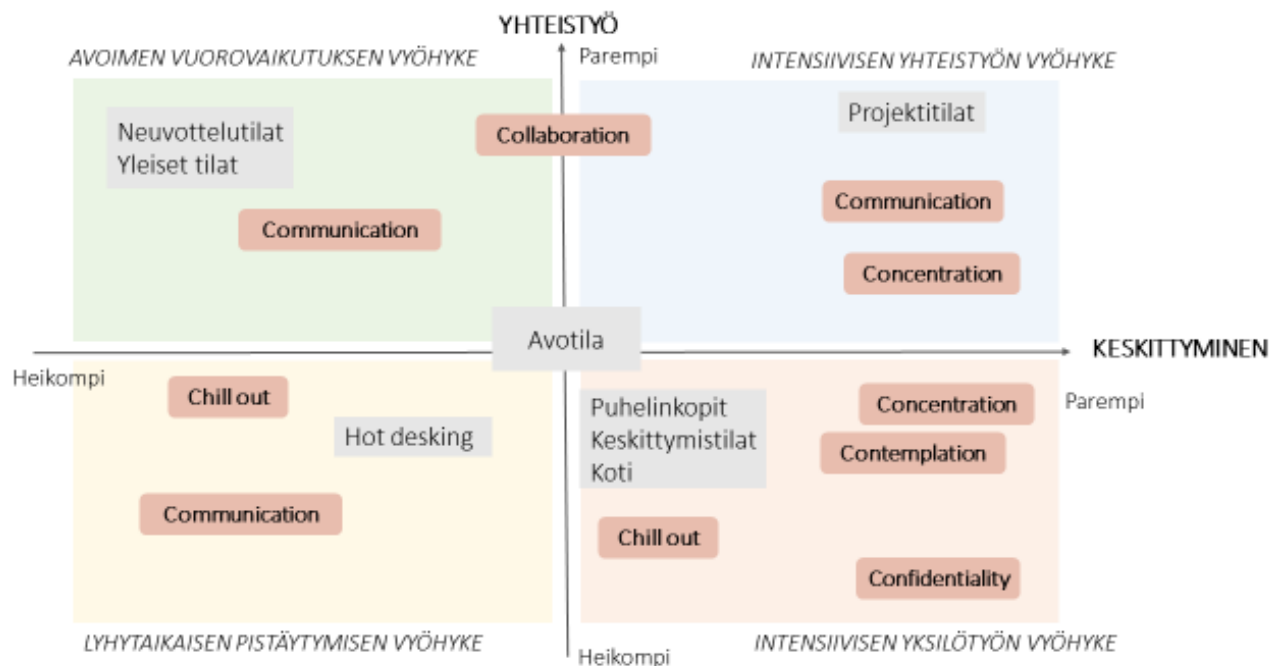 YHTEISTYÖ
AVOIMEN VUOROVAIKUTUKSEN VYÖHYKE
Parempi
INTENSIIVISEN YHTEISTYÖN VYÖHYKE
Neuvottelutilat
Yleiset tilat
Collaboration
Projektitilat
Communication
Communication
Concentration
Avotila
KESKITTYMINEN
Heikompi
Parempi
Chill out
Hot desking
Communication
Puhelinkopit
Keskittymistilat
Koti
Concentration
Contemplation
Chill out
Confidentiality
LYHYTAIKAISEN PISTÄYTYMISEN VYÖHYKE
Heikompi
INTENSIIVISEN YKSILÖTYÖN VYÖHYKE